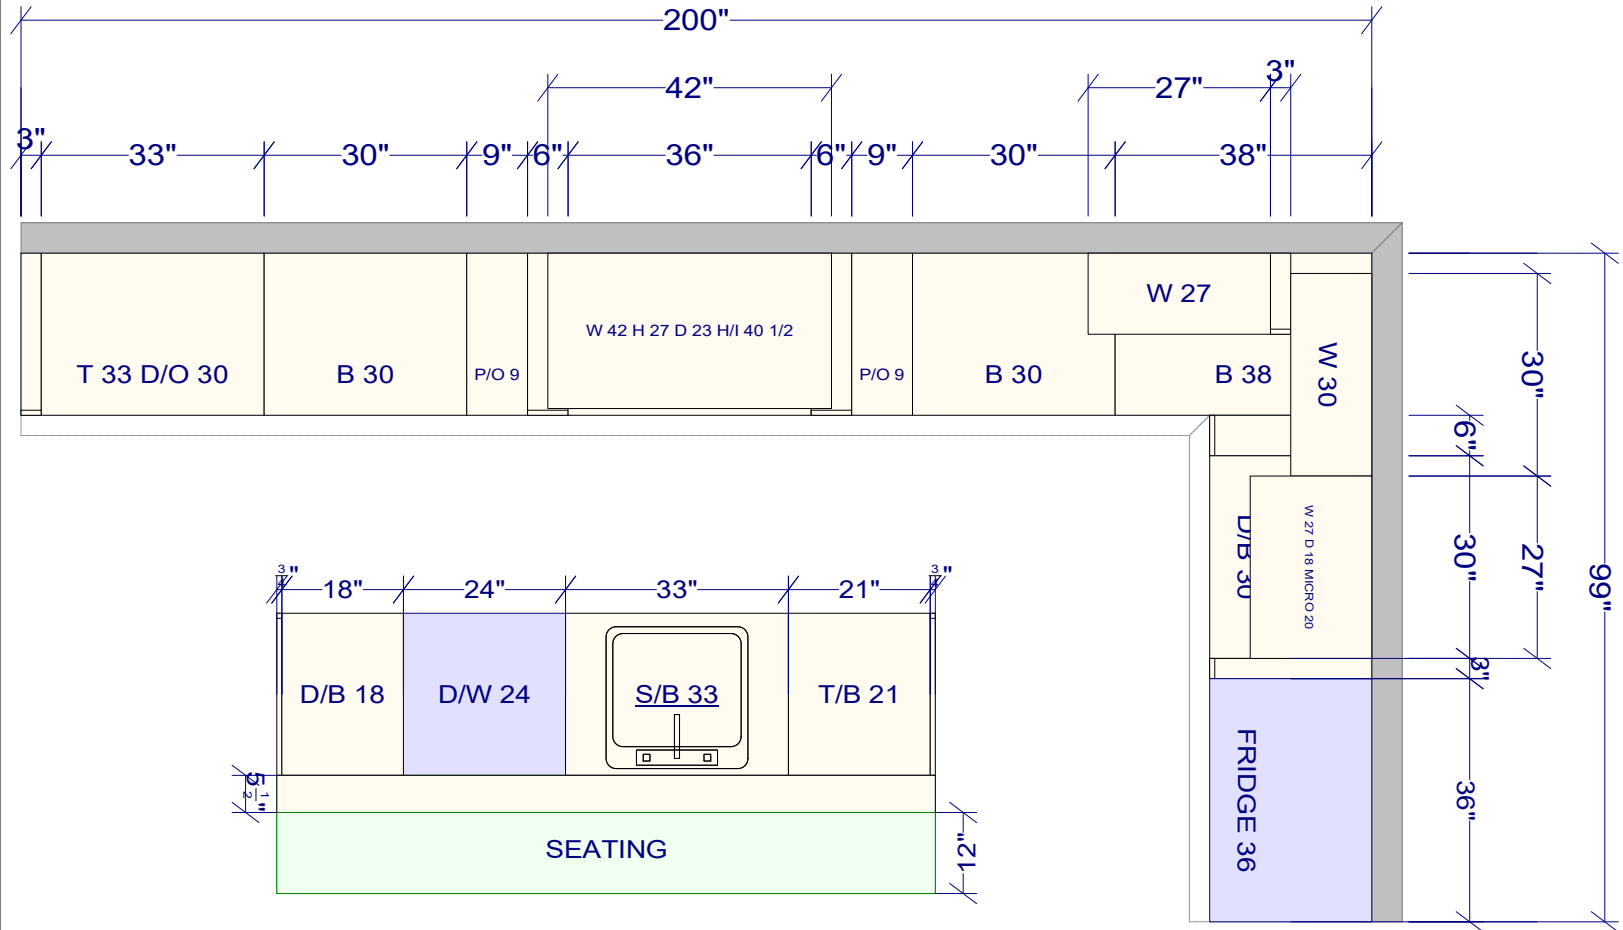 200"
42"
27"
3"
3"
33"
30"
9"
6"
36"
6"
9"
30"
38"
W 27
W 42 H 27 D 23 H/I 40 1/2
T 33 D/O 30
B 30
P/O 9
P/O 9
B 30
B 38
W 30
30"
6"
D/B 30
W 27 D 18 MICRO 20
30"
27"
99"
3"
3/4"
18"
24"
33"
21"
3/4"
D/B 18
D/W 24
S/B 33
T/B 21
FRIDGE 36
36"
5 1/2"
SEATING
12"